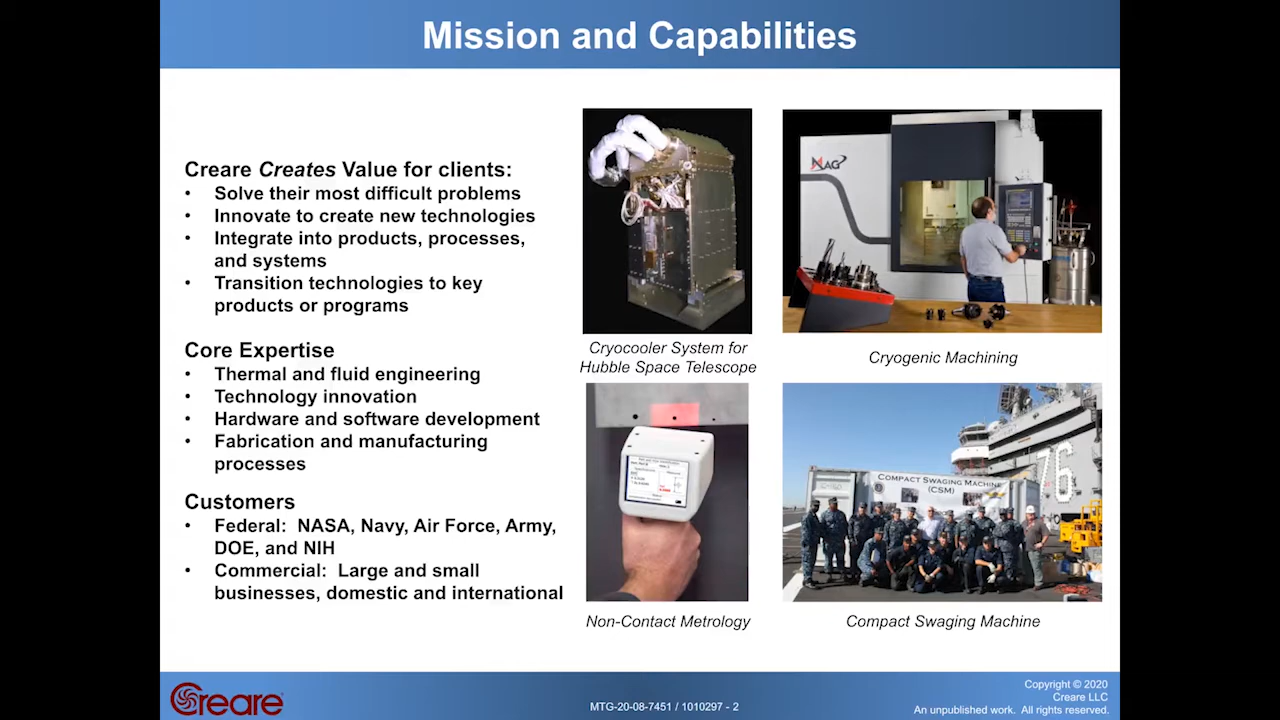 Mission and Capabilities
Creare Creates Value for clients:
• Solve their most difficult problems
• Innovate to create new technologies
• Integrate into products, processes,
and systems
• Transition technologies to key
products or programs
Core Expertise
• Thermal and fluid engineering
• Technology innovation
• Hardware and software development
• Fabrication and manufacturing
processes
Customers
• Federal: NASA, Navy, Air Force, Army,
DOE, and NIH
• Commercial: Large and small
businesses, domestic and international
Cryocooler System for
Hubble Space Telescope
MAG
Cryogenic Machining
Non-Contact Metrology
COMPACT SWAGING MACHINE
(CSM)
76
Compact Swaging Machine
Creare
MTG-20-08-7451 / 1010297 - 2
Copyright © 2020
Creare LLC
An unpublished work. All rights reserved.